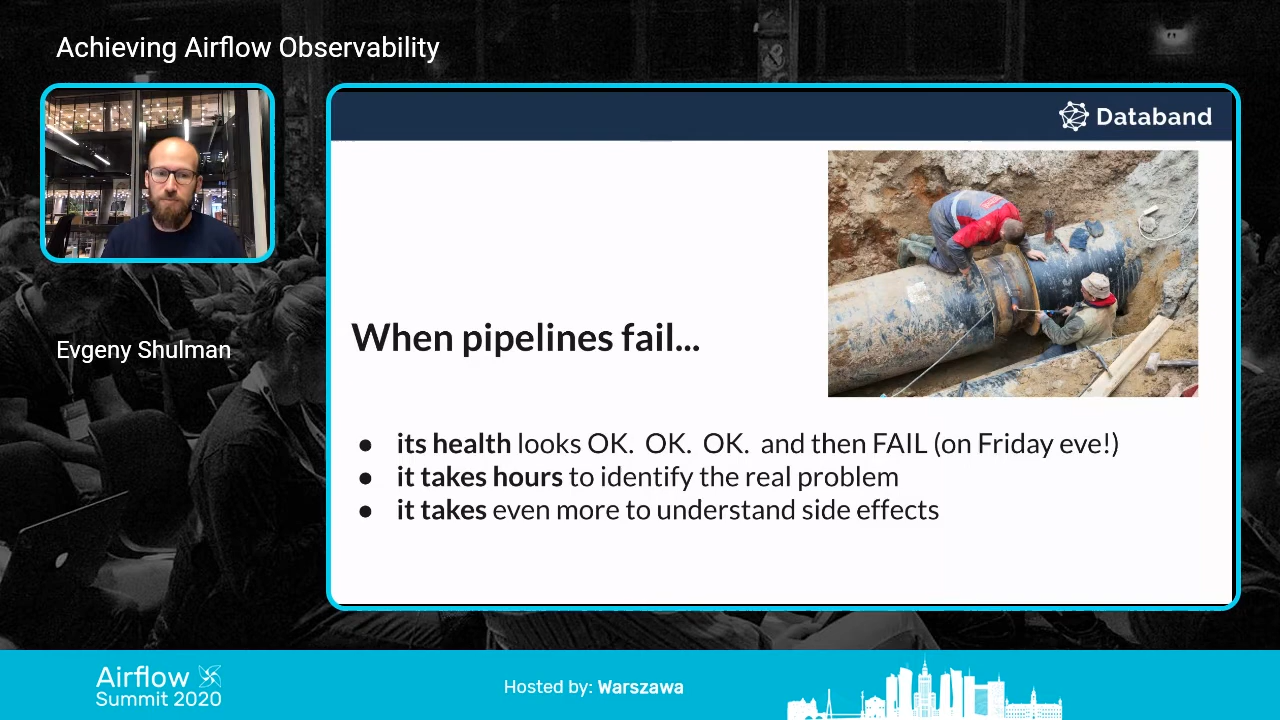 Achieving Airflow Observability
Databand
Evgeny Shulman
When pipelines fail...
● its health looks OK. OK. OK. and then FAIL (on Friday eve!)
● it takes hours to identify the real problem
● it takes even more to understand side effects
Airflow
Summit 2020
Hosted by: Warszawa